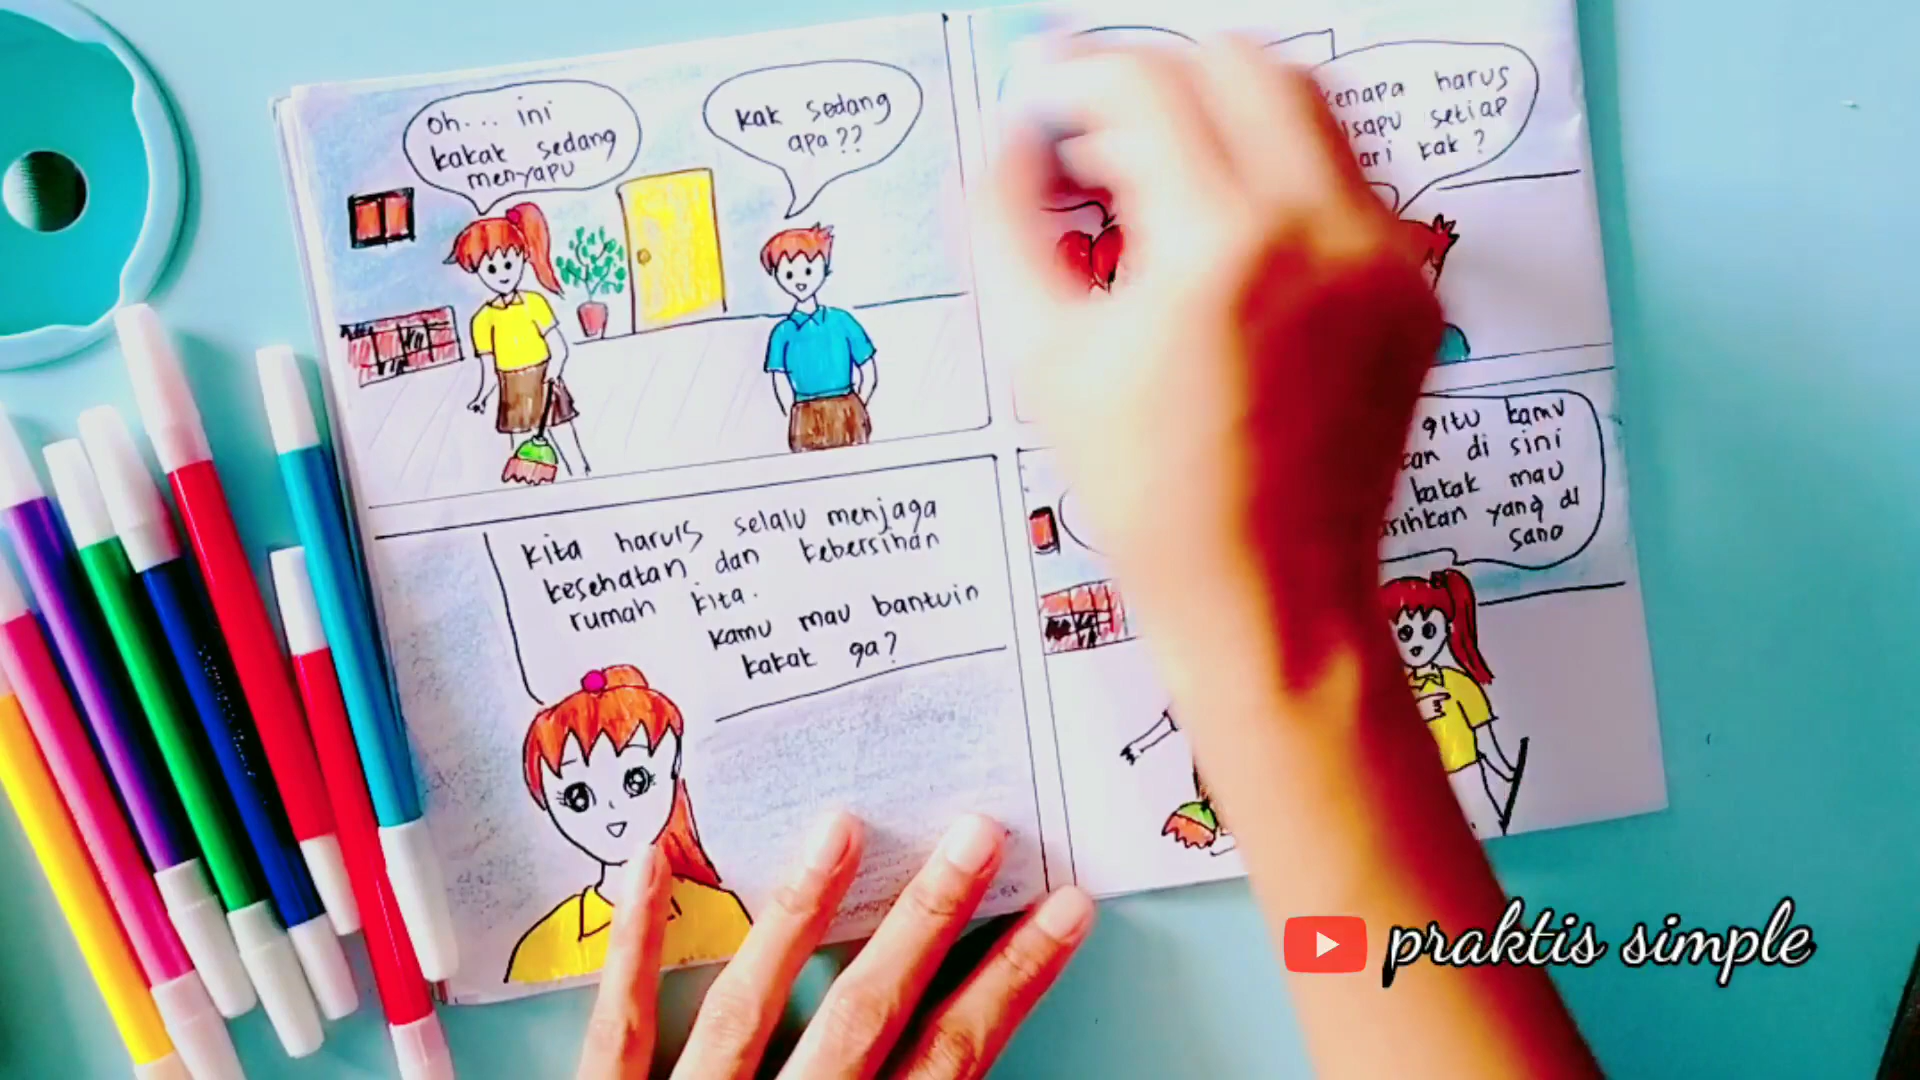 oh... ini
kakak sedang
menyapu
kak sedang
apa??
harus
setiap
kak?
kita harus selalu menjaga
kesehatan dan kebersihan
rumah kita.
kamu mau bantuin
kakak ga?
gitu kamu
di sini
kakak mau
yang di
sano
praktis simple